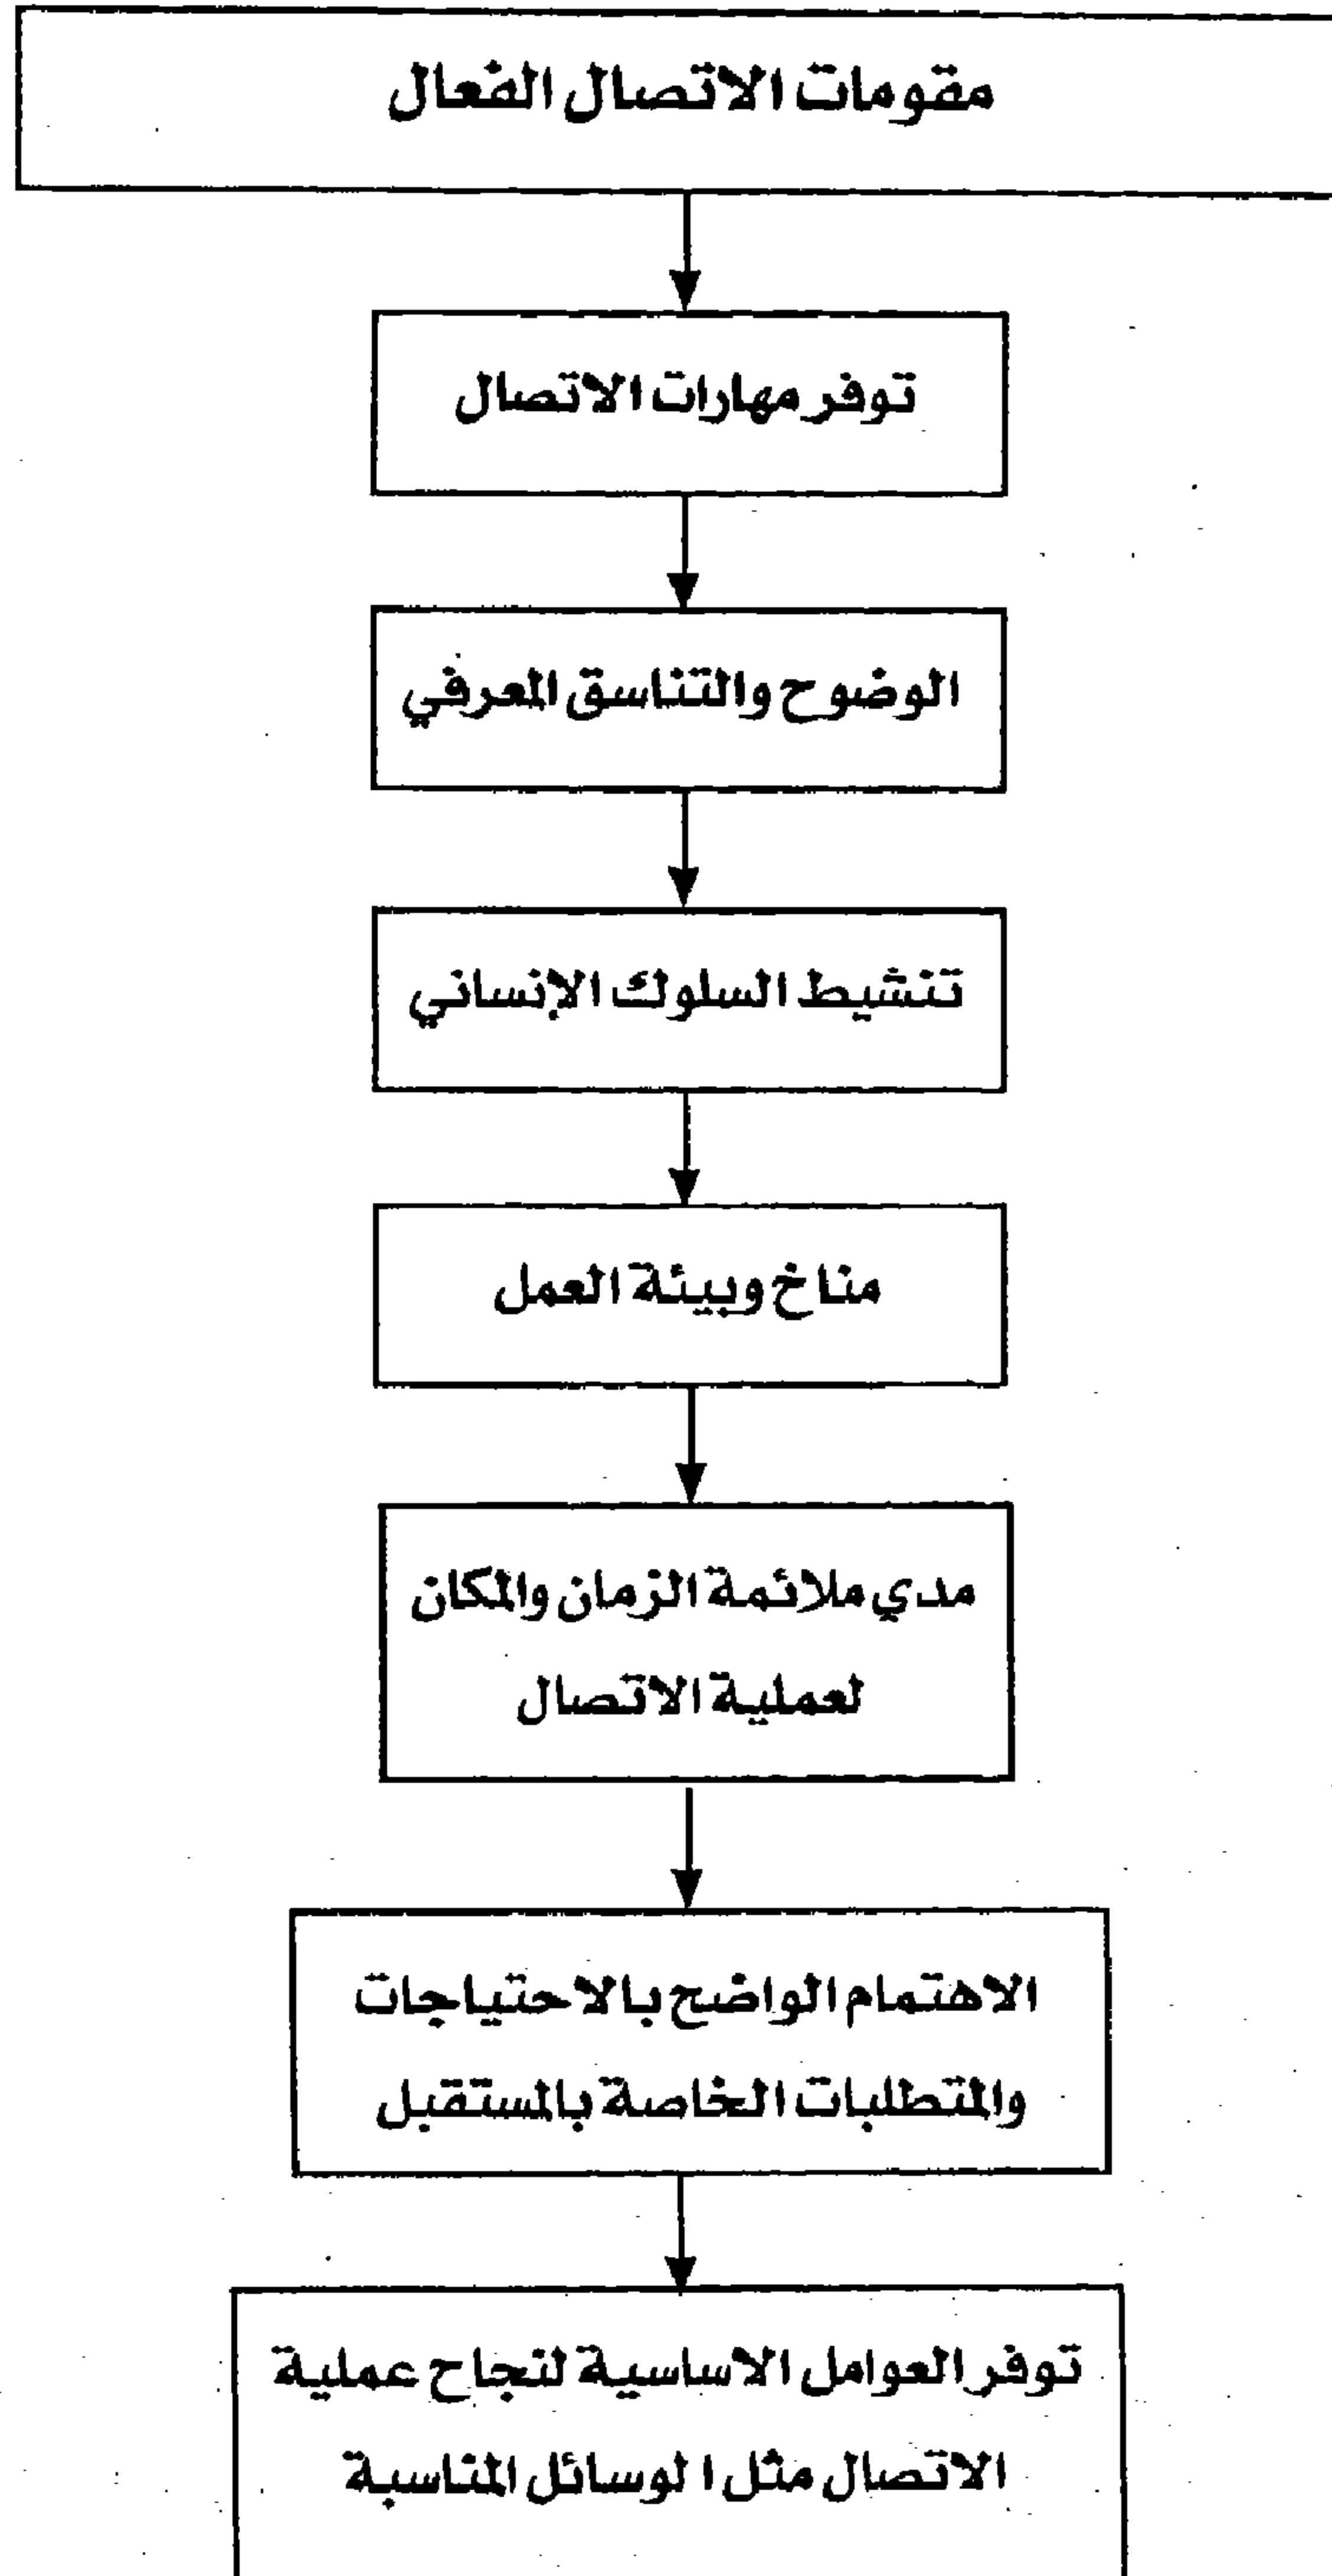 مقومات الاتصال الفعال
توفر مهارات الاتصال
الوضوح والتناسق المعرفي
تنشيط السلوك الإنساني
مناخ وبيئة العمل
مدي ملائمة الزمان والمكان
لعملية الاتصال
الاهتمام الواضح بالاحتياجات
والمتطلبات الخاصة بالمستقبل
توفر العوامل الاساسية لنجاح عملية
الاتصال مثل الوسائل المناسبة